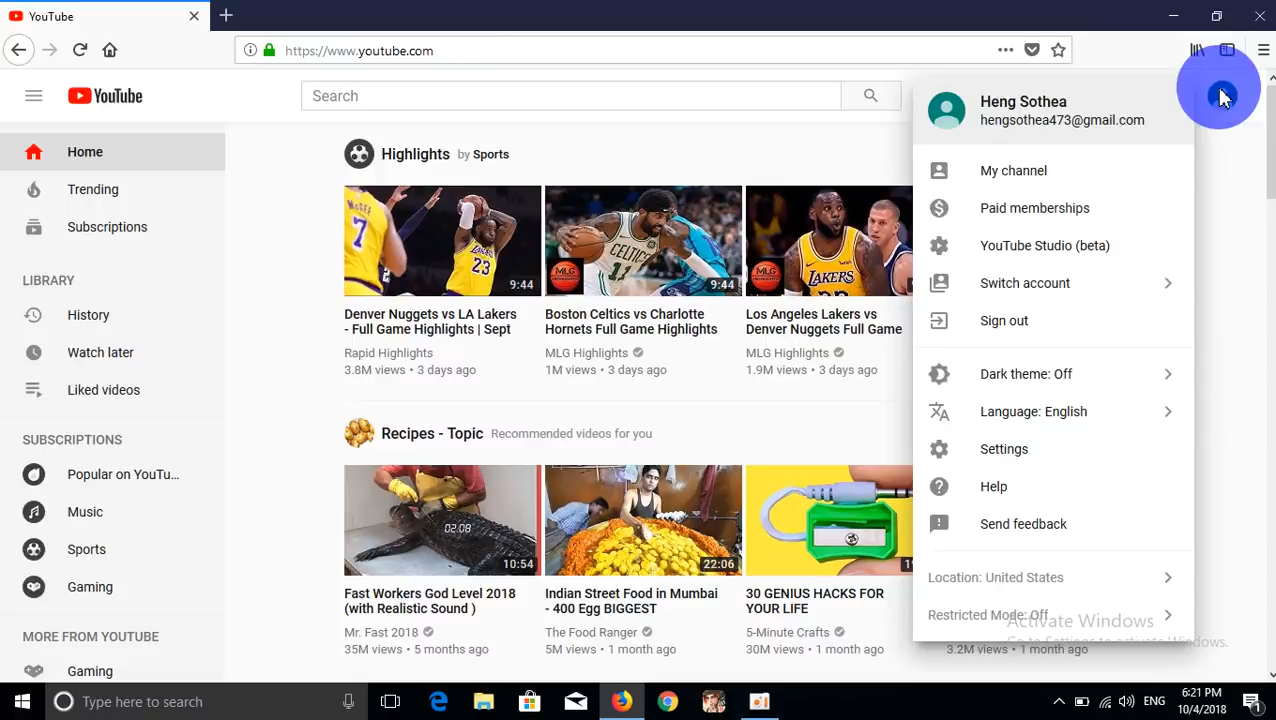 YouTube
https://www.youtube.com
YouTube
Search
Home
Trending
Subscriptions
LIBRARY
History
Watch later
Liked videos
SUBSCRIPTIONS
Popular on YouTu...
Music
Sports
Gaming
MORE FROM YOUTUBE
Gaming
Highlights by Sports
9:44
9:44
Denver Nuggets vs LA Lakers
- Full Game Highlights | Sept
Rapid Highlights
3.8M views • 3 days ago
Boston Celtics vs Charlotte
Hornets Full Game Highlights
MLG Highlights
1M views • 3 days ago
Los Angeles Lakers vs
Denver Nuggets Full Game
MLG Highlights
1.9M views • 3 days ago
Recipes - Topic Recommended videos for you
02:08
10:54
22:06
Fast Workers God Level 2018
(with Realistic Sound )
Mr. Fast 2018
35M views • 5 months ago
Indian Street Food in Mumbai
- 400 Egg BIGGEST
The Food Ranger
5M views • 1 month ago
30 GENIUS HACKS FOR
YOUR LIFE
5-Minute Crafts
30M views • 1 month ago
3.2M views • 1 month ago
Heng Sothea
hengsothea473@gmail.com
My channel
Paid memberships
YouTube Studio (beta)
Switch account
Sign out
Dark theme: Off
Language: English
Settings
Help
Send feedback
Location: United States
Restricted Mode: Off
Activate Windows
Go to Settings to activate Windows.
Type here to search
ENG
6:21 PM
10/4/2018